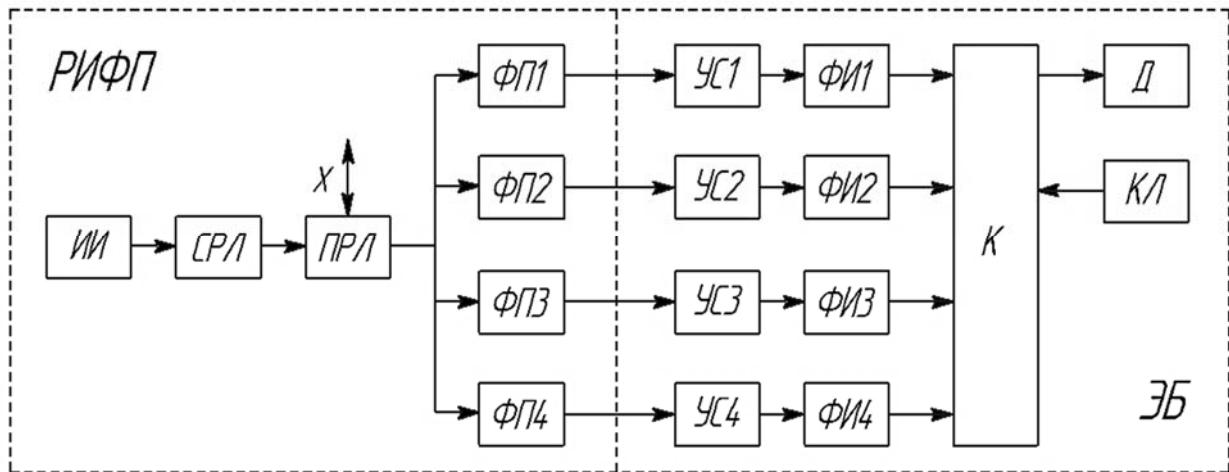 РИФП
ФП1
УС1
ФИ1
Д
ФП2
УС2
ФИ2
КЛ
X
ИИ
СРЛ
ПРЛ
К
ФП3
УС3
ФИ3
ФП4
УС4
ФИ4
ЭБ